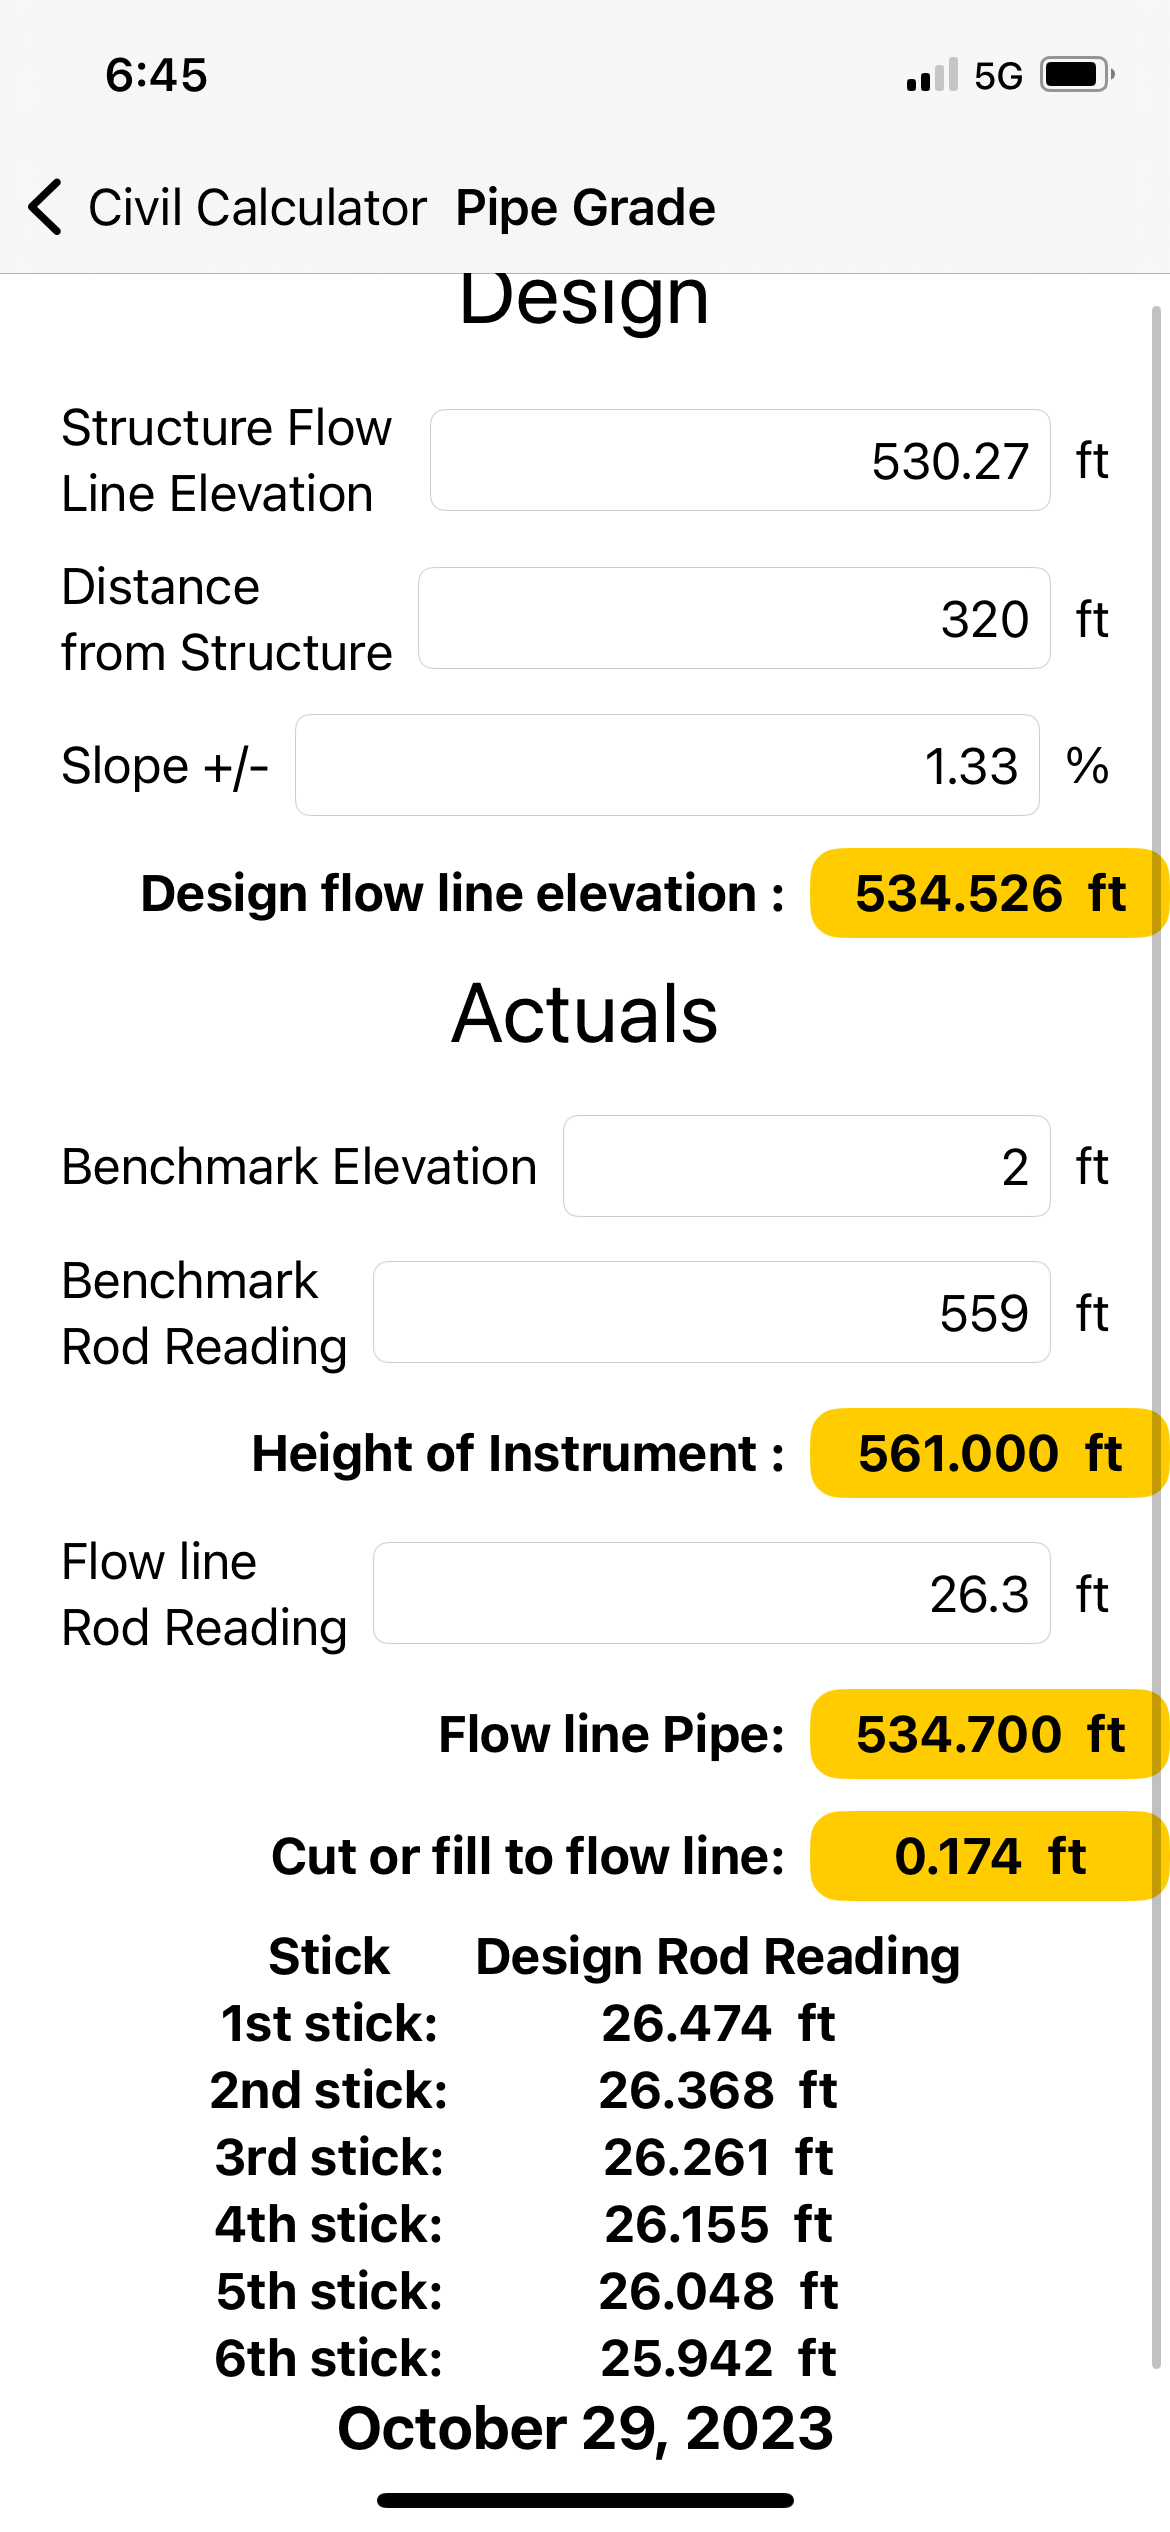 6:45
5G
Civil Calculator Pipe Grade
Design
Structure Flow
Line Elevation
530.27 ft
Distance
from Structure
320 ft
Slope +/- 1.33 %
Design flow line elevation : 534.526 ft
Actuals
Benchmark Elevation 2 ft
Benchmark
Rod Reading
559 ft
Height of Instrument : 561.000 ft
Flow line
Rod Reading
26.3 ft
Flow line Pipe: 534.700 ft
Cut or fill to flow line: 0.174 ft
Stick Design Rod Reading
1st stick: 26.474 ft
2nd stick: 26.368 ft
3rd stick: 26.261 ft
4th stick: 26.155 ft
5th stick: 26.048 ft
6th stick: 25.942 ft
October 29, 2023